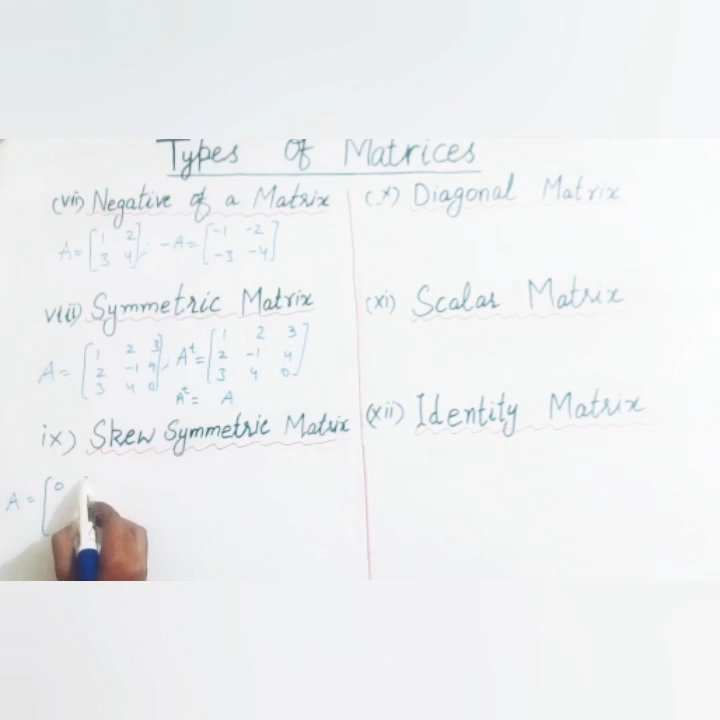 Types Of Matrices
(vii) Negative of a Matrix
A = [1 2
3 4], -A = [-1 -2
-3 -4]
viii) Symmetric Matrix
A = [1 2 3
2 -1 4
3 4 0], Aᵗ = [1 2 3
2 -1 4
3 4 0]
Aᵗ = A
ix) Skew Symmetric Matrix
A = [0
(x) Diagonal Matrix
(xi) Scalar Matrix
(xii) Identity Matrix